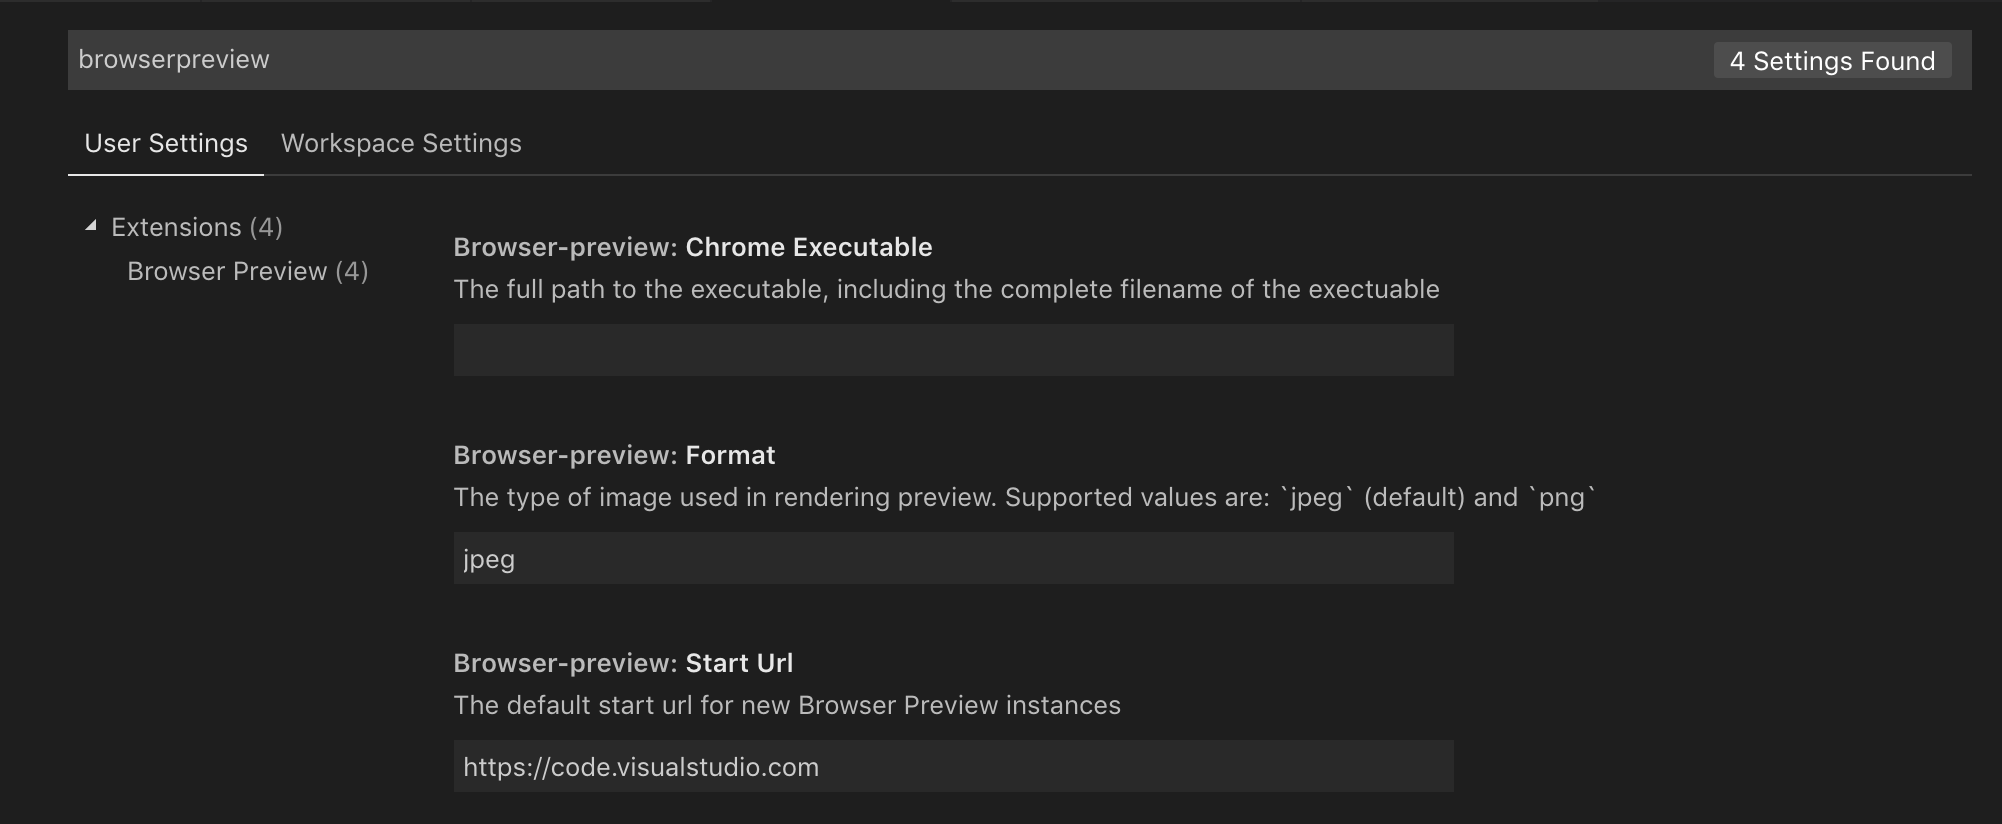 browserpreview
4 Settings Found
User Settings
Workspace Settings
Extensions (4)
Browser Preview (4)
Browser-preview: Chrome Executable
The full path to the executable, including the complete filename of the exectuable
Browser-preview: Format
The type of image used in rendering preview. Supported values are: `jpeg` (default) and `png`
jpeg
Browser-preview: Start Url
The default start url for new Browser Preview instances
https://code.visualstudio.com